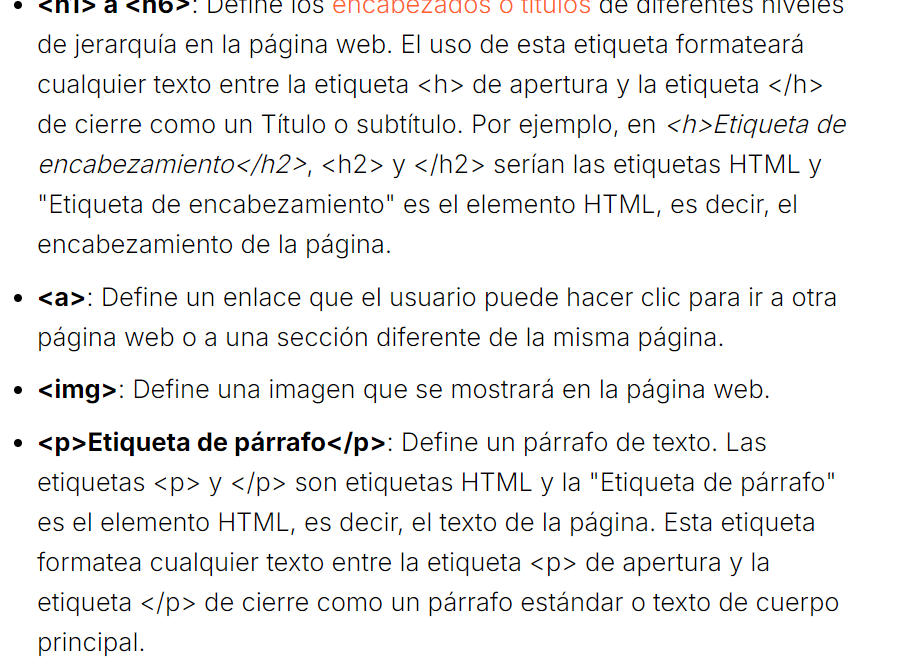 <h1> a <h6>: Define los encabezados o títulos de diferentes niveles
de jerarquía en la página web. El uso de esta etiqueta formateará
cualquier texto entre la etiqueta <h> de apertura y la etiqueta </h>
de cierre como un Título o subtítulo. Por ejemplo, en <h>Etiqueta de
encabezamiento</h2>, <h2> y </h2> serían las etiquetas HTML y
"Etiqueta de encabezamiento" es el elemento HTML, es decir, el
encabezamiento de la página.
<a>: Define un enlace que el usuario puede hacer clic para ir a otra
página web o a una sección diferente de la misma página.
<img>: Define una imagen que se mostrará en la página web.
<p>Etiqueta de párrafo</p>: Define un párrafo de texto. Las
etiquetas <p> y </p> son etiquetas HTML y la "Etiqueta de párrafo"
es el elemento HTML, es decir, el texto de la página. Esta etiqueta
formatea cualquier texto entre la etiqueta <p> de apertura y la
etiqueta </p> de cierre como un párrafo estándar o texto de cuerpo
principal.